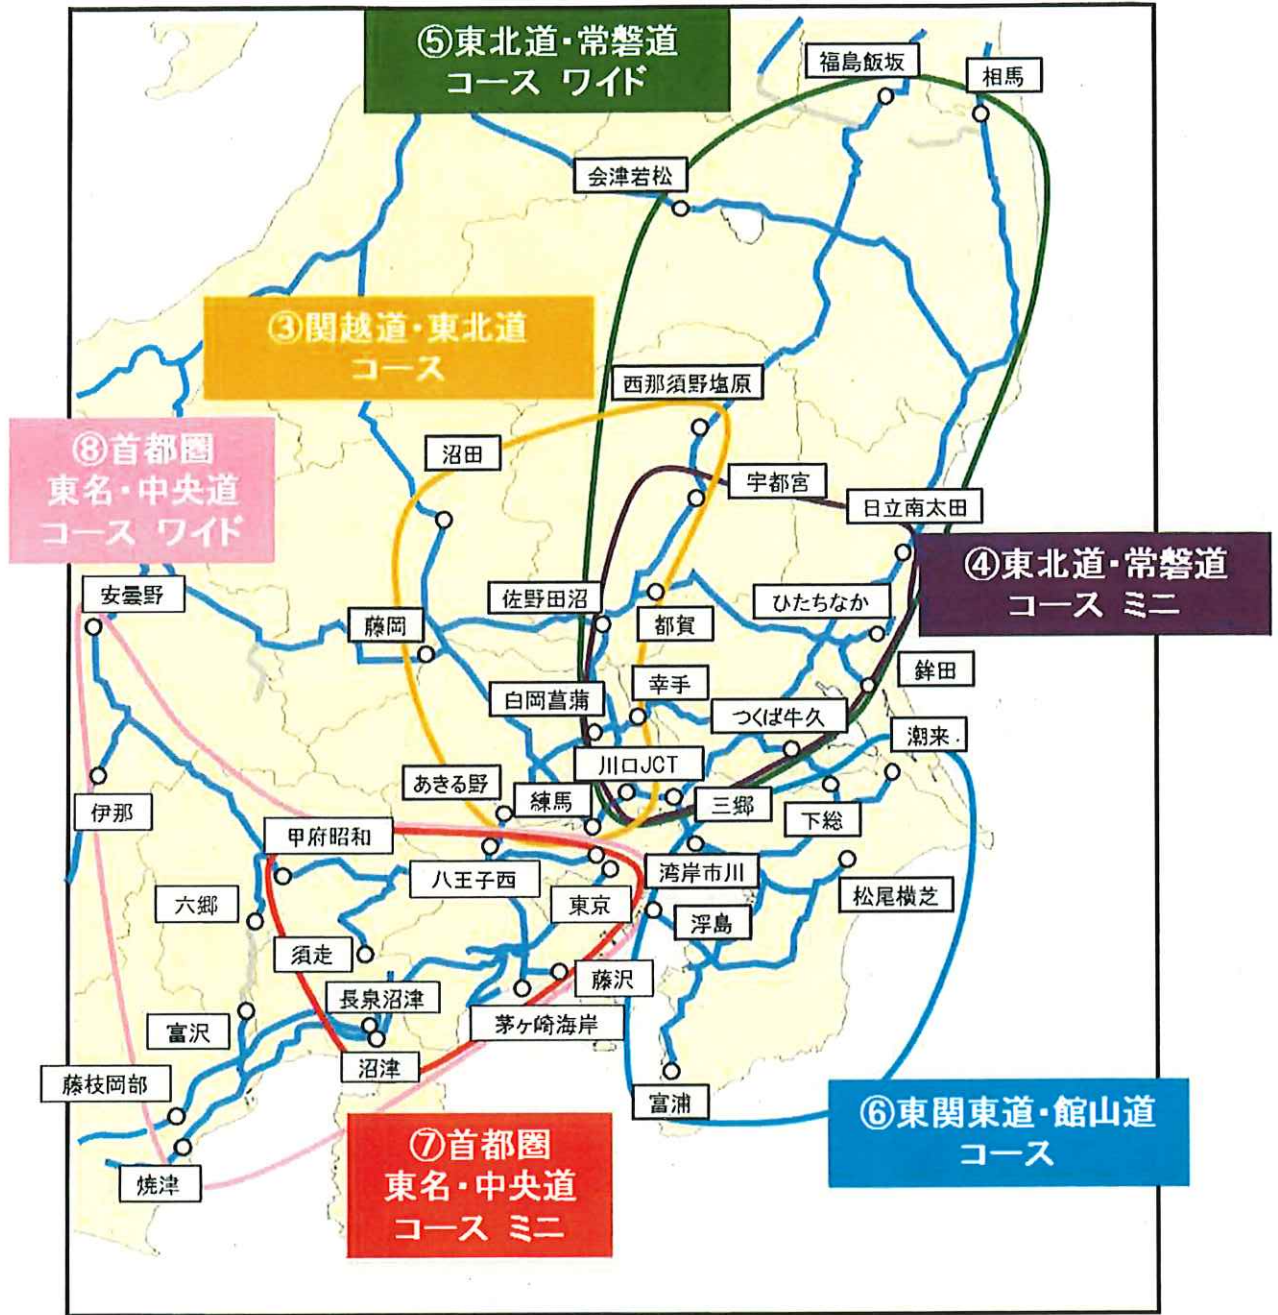 ⑤東北道・常磐道
コース ワイド
福島飯坂
相馬
会津若松
③関越道・東北道
コース
西那須野塩原
沼田
宇都宮
⑧首都圏
東名・中央道
コース ワイド
日立南太田
④東北道・常磐道
コース ミニ
安曇野
佐野田沼
ひたちなか
藤岡
都賀
鉾田
白岡菖蒲
幸手
つくば牛久
潮来
川口JCT
あきる野
練馬
三郷
下総
伊那
甲府昭和
八王子西
湾岸市川
松尾横芝
六郷
東京
浮島
須走
藤沢
長泉沼津
茅ヶ崎海岸
富沢
沼津
藤枝岡部
富浦
⑥東関東道・館山道
コース
⑦首都圏
東名・中央道
コース ミニ
焼津